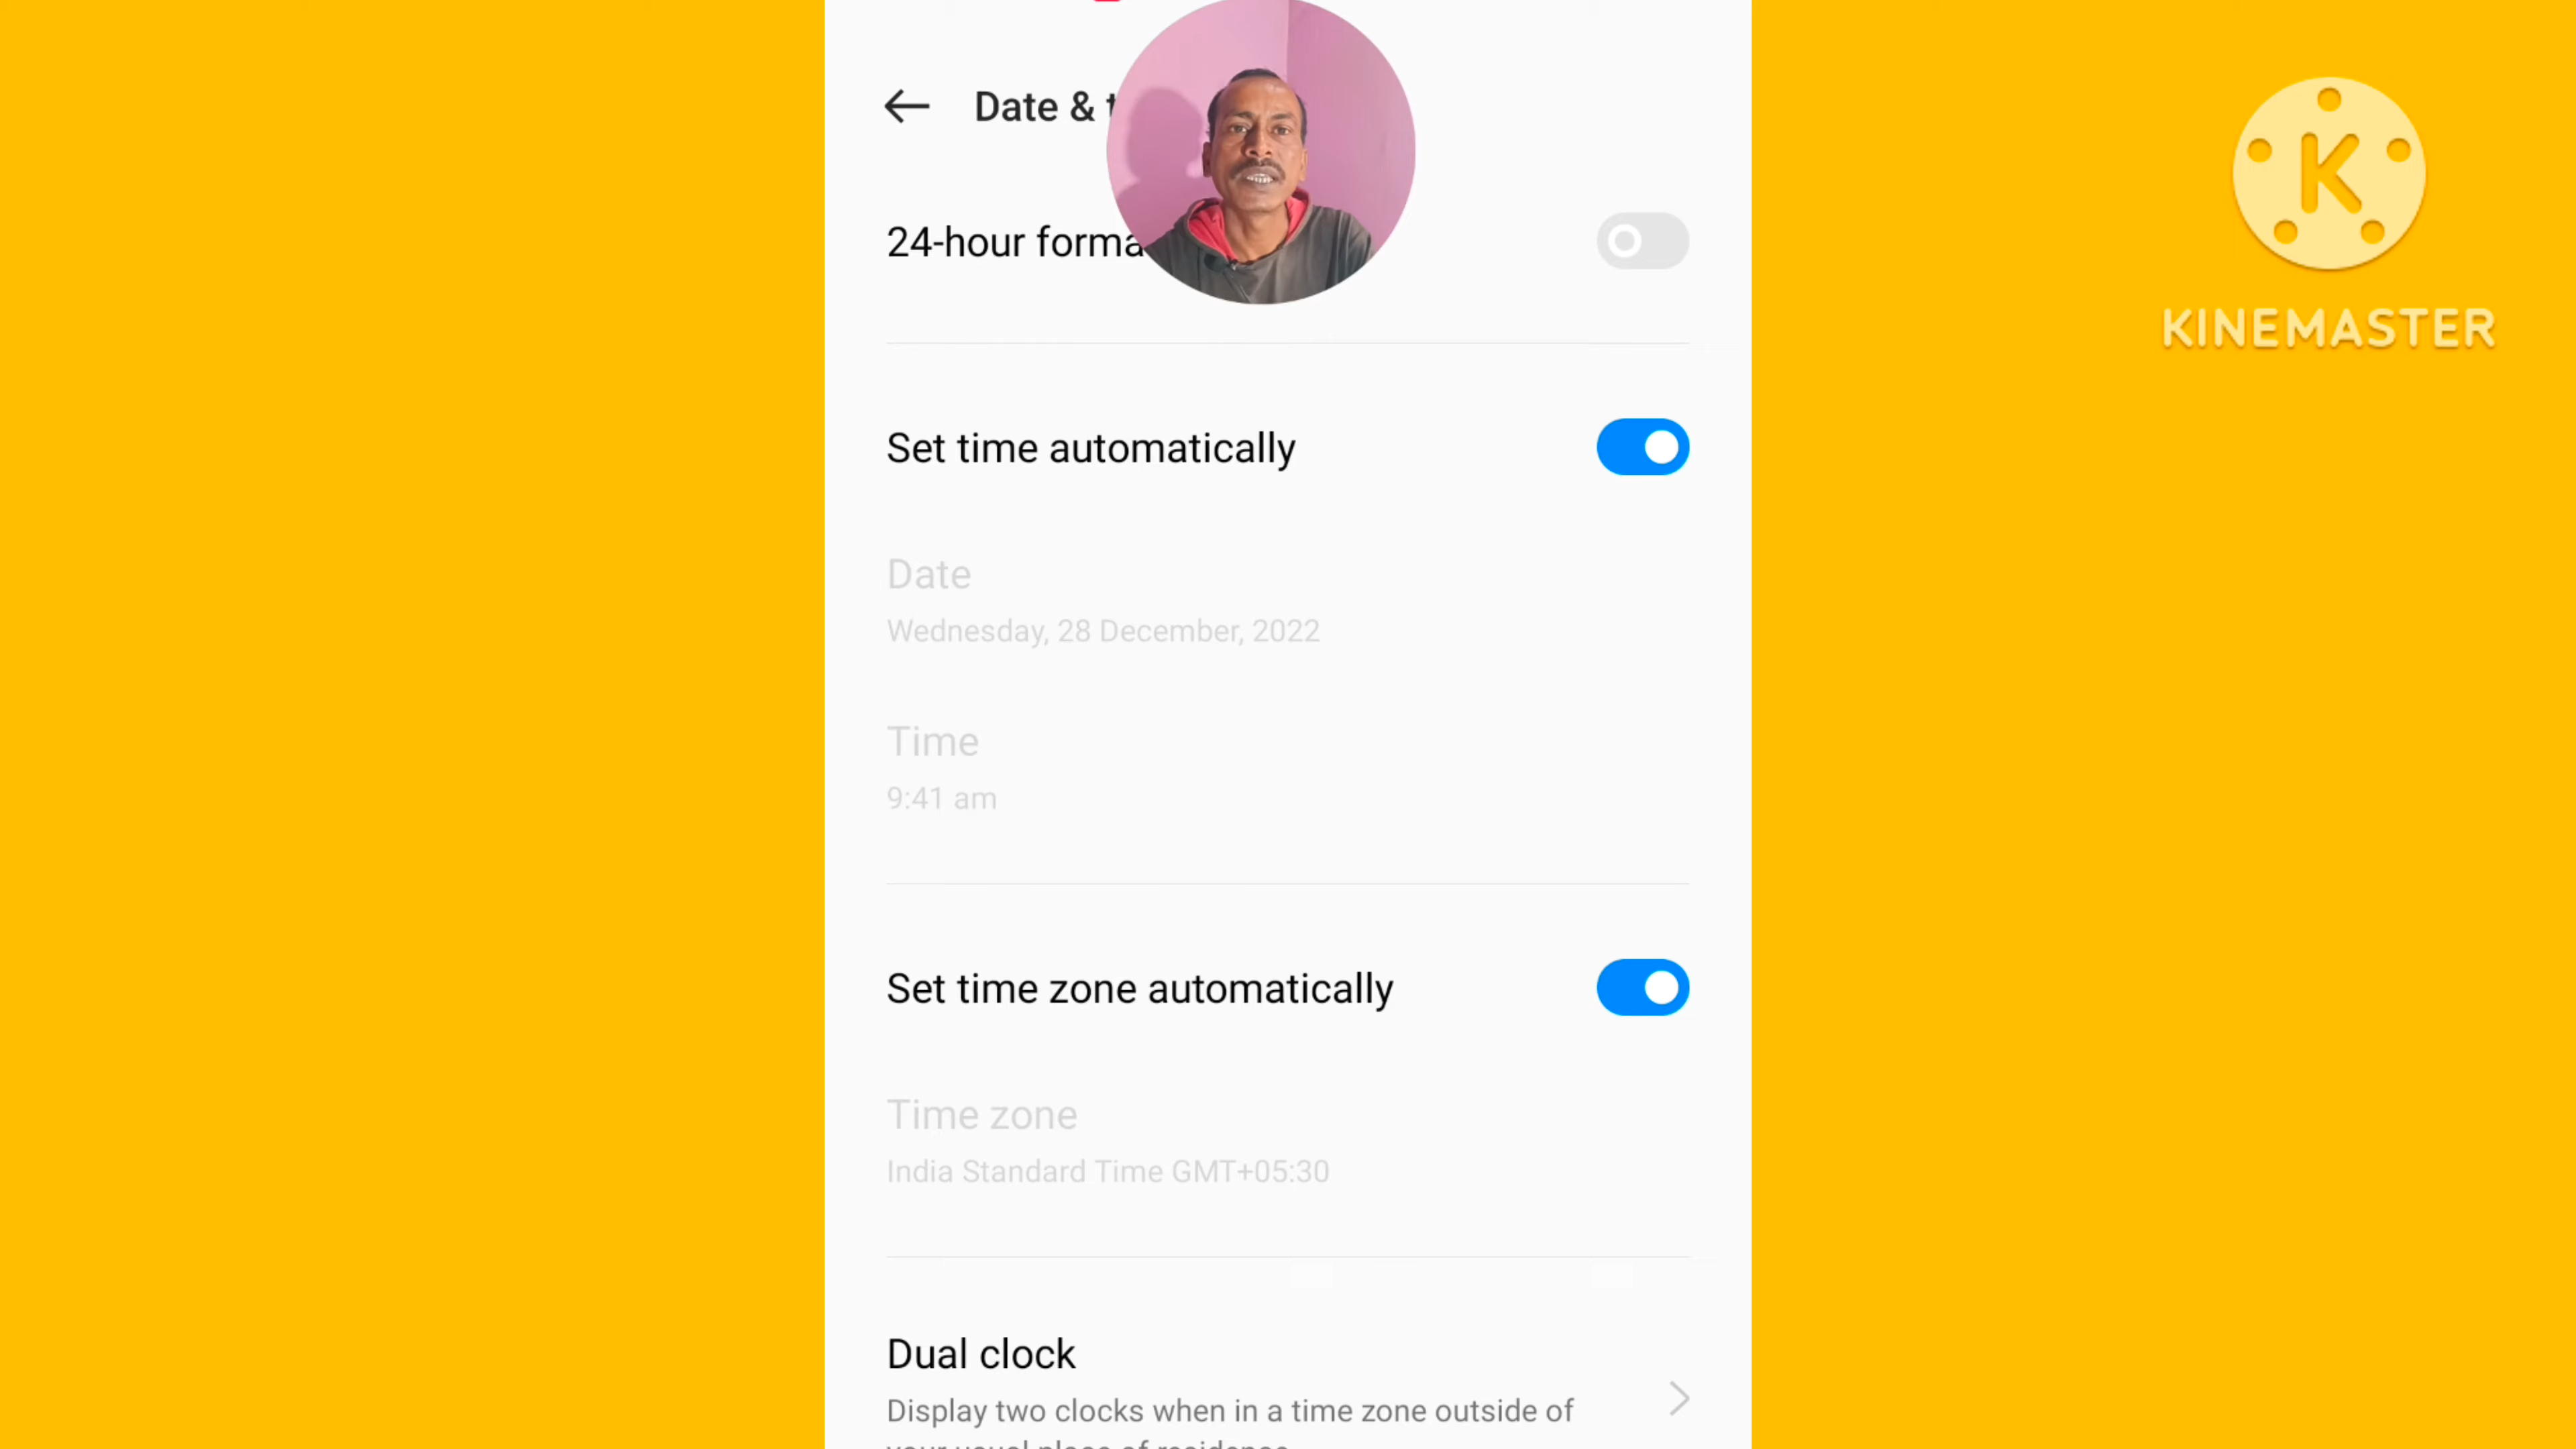 Date &
24-hour forma
Set time automatically
Date
Wednesday, 28 December, 2022
Time
9:41 am
Set time zone automatically
Time zone
India Standard Time GMT+05:30
Dual clock
Display two clocks when in a time zone outside of
K
KINEMASTER